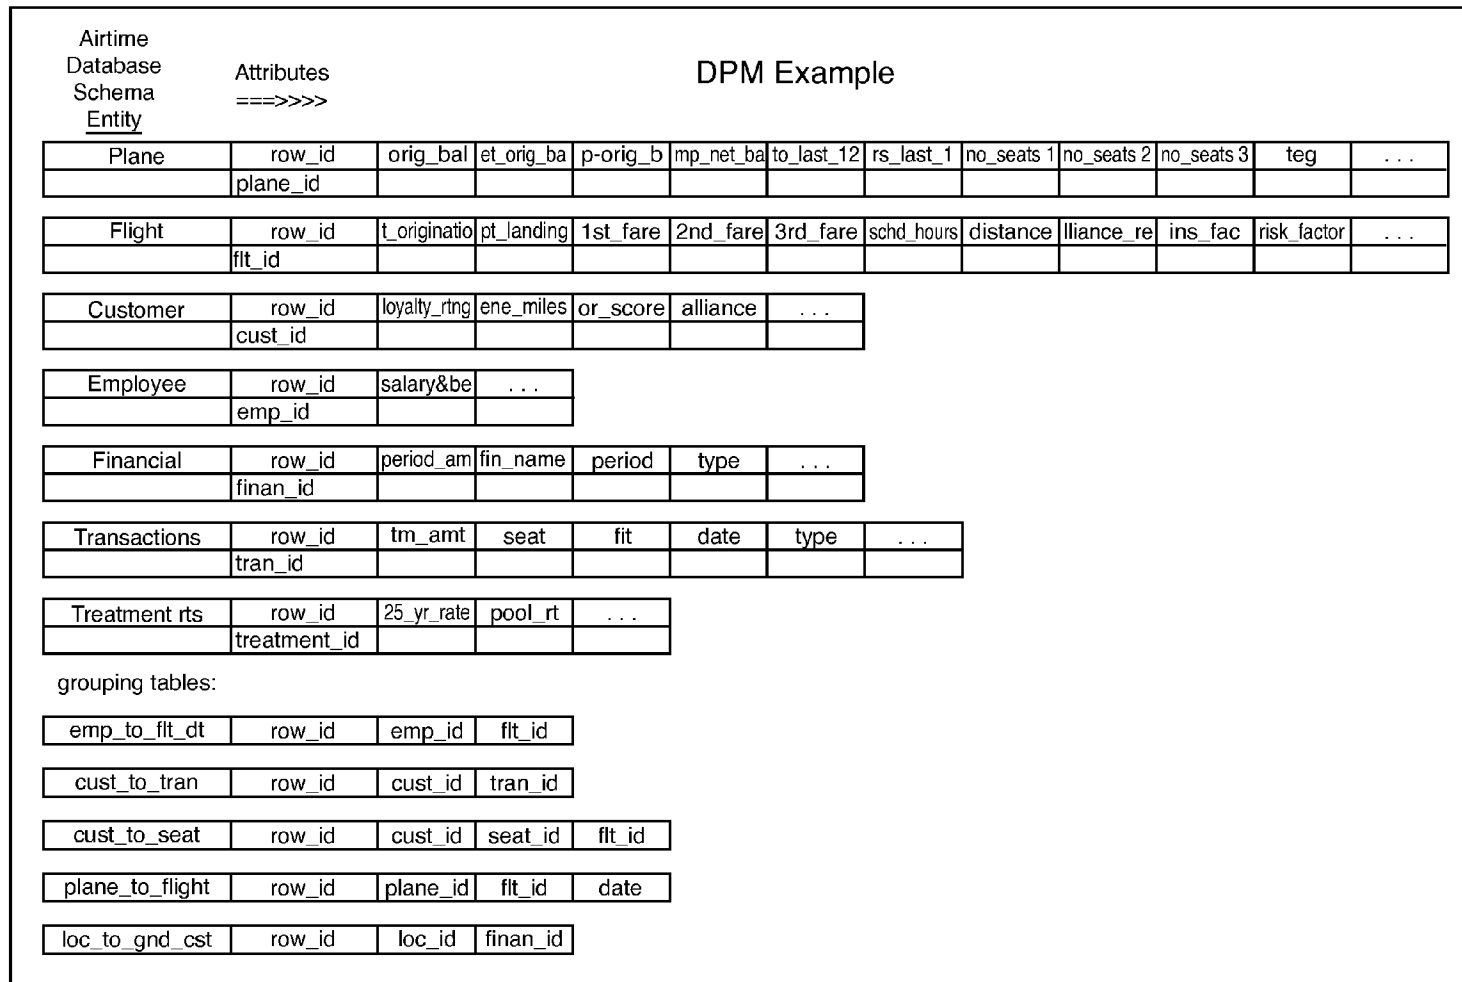 Airtime
Database
Schema
Entity
Attributes
===>>>>
DPM Example
Plane row_id orig_bal et_orig_ba p-orig_b mp_net_ba to_last_12 rs_last_1 no_seats 1 no_seats 2 no_seats 3 teg . . .
plane_id
Flight row_id t_originatio pt_landing 1st_fare 2nd_fare 3rd_fare schd_hours distance lliance_re ins_fac risk_factor . . .
flt_id
Customer row_id loyalty_rtng ene_miles or_score alliance . . .
cust_id
Employee row_id salary&be . . .
emp_id
Financial row_id period_am fin_name period type . . .
finan_id
Transactions row_id tm_amt seat fit date type . . .
tran_id
Treatment rts row_id 25_yr_rate pool_rt . . .
treatment_id
grouping tables:
emp_to_flt_dt row_id emp_id flt_id
cust_to_tran row_id cust_id tran_id
cust_to_seat row_id cust_id seat_id flt_id
plane_to_flight row_id plane_id flt_id date
loc_to_gnd_cst row_id loc_id finan_id